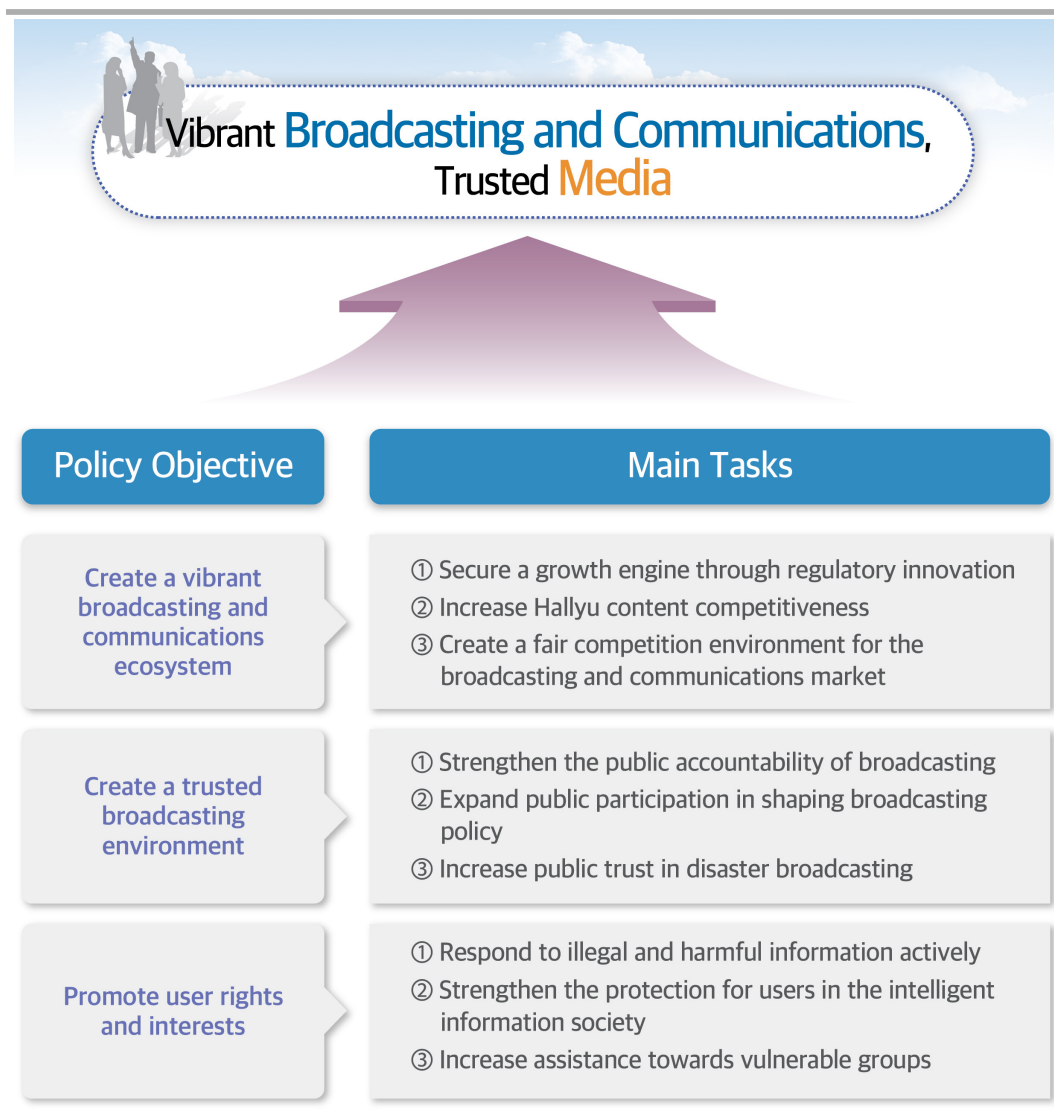 Vibrant Broadcasting and Communications,
Trusted Media
Policy Objective
Main Tasks
Create a vibrant
broadcasting and
communications
ecosystem
① Secure a growth engine through regulatory innovation
② Increase Hallyu content competitiveness
③ Create a fair competition environment for the
broadcasting and communications market
Create a trusted
broadcasting
environment
① Strengthen the public accountability of broadcasting
② Expand public participation in shaping broadcasting
policy
③ Increase public trust in disaster broadcasting
Promote user rights
and interests
① Respond to illegal and harmful information actively
② Strengthen the protection for users in the intelligent
information society
③ Increase assistance towards vulnerable groups